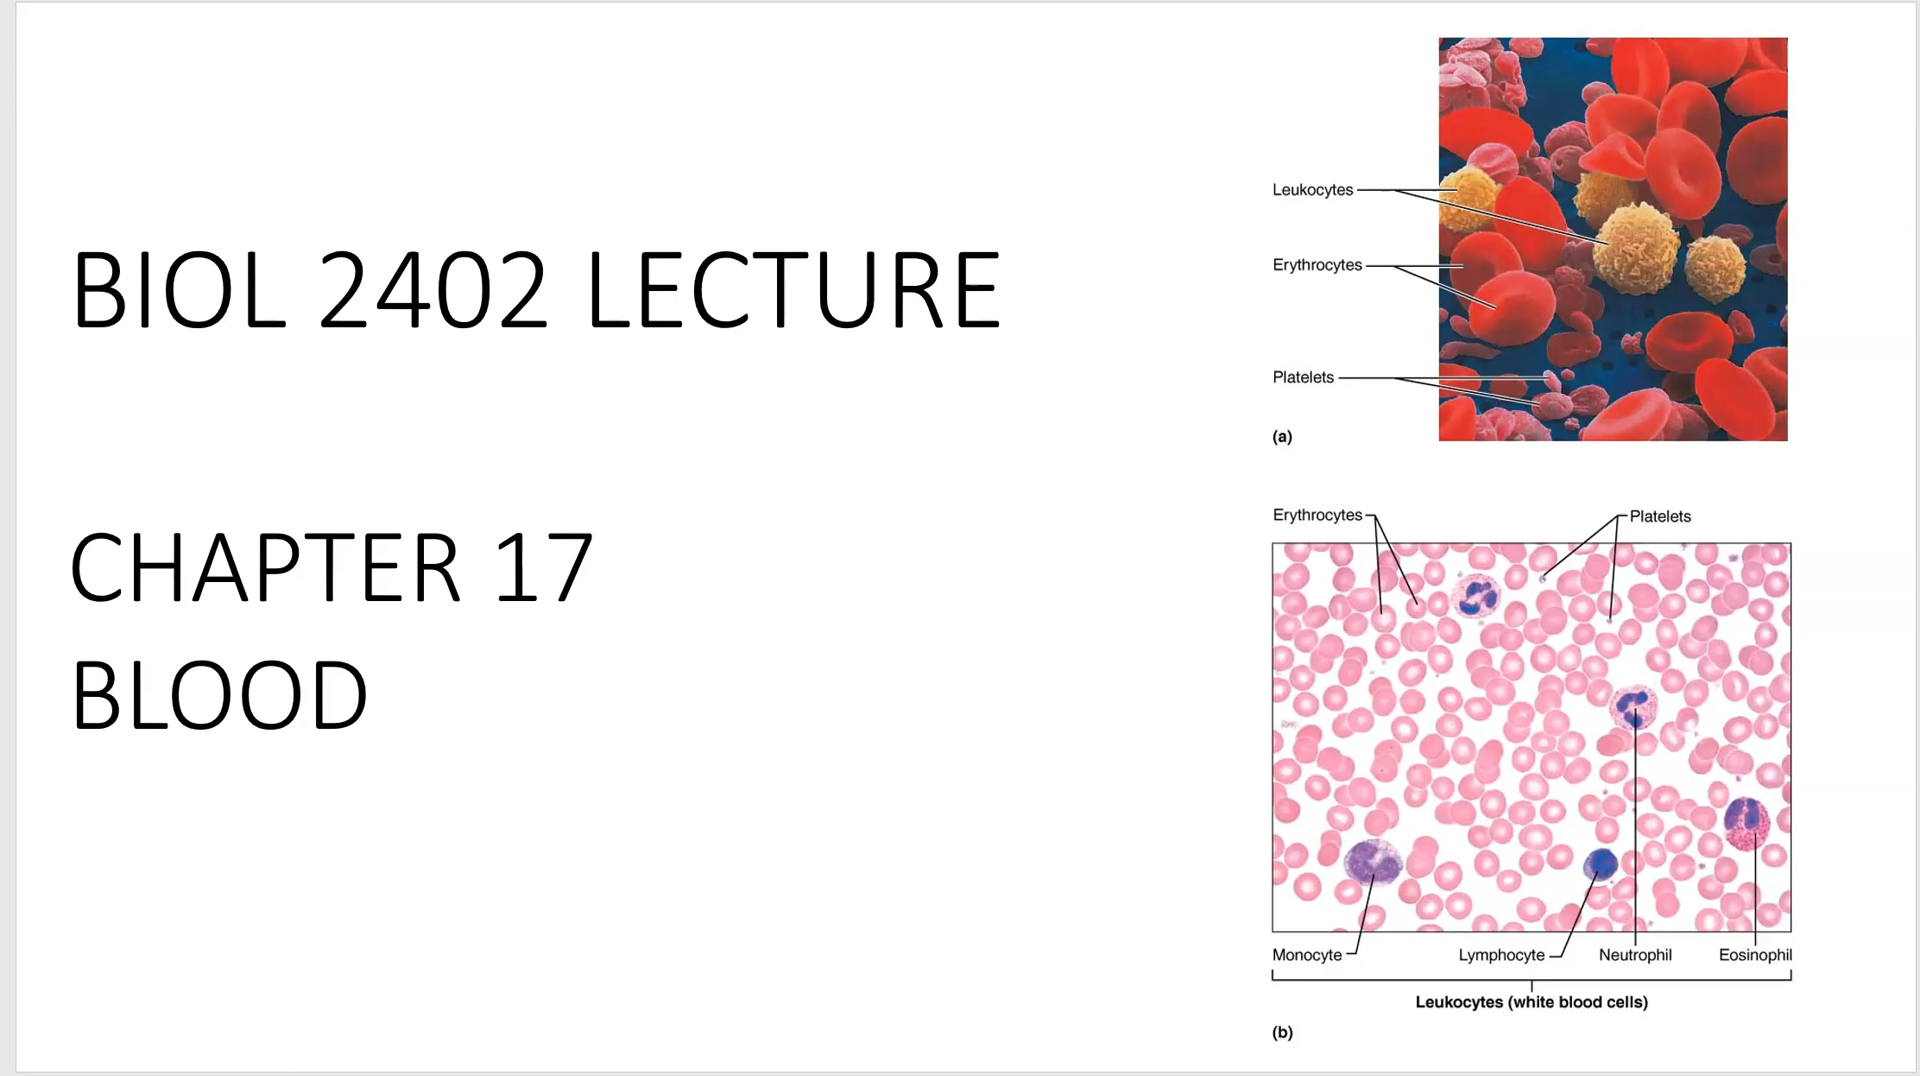 BIOL 2402 LECTURE
CHAPTER 17
BLOOD
Leukocytes
Erythrocytes
Platelets
(a)
Erythrocytes
Platelets
Monocyte
Lymphocyte
Neutrophil
Eosinophil
Leukocytes (white blood cells)
(b)